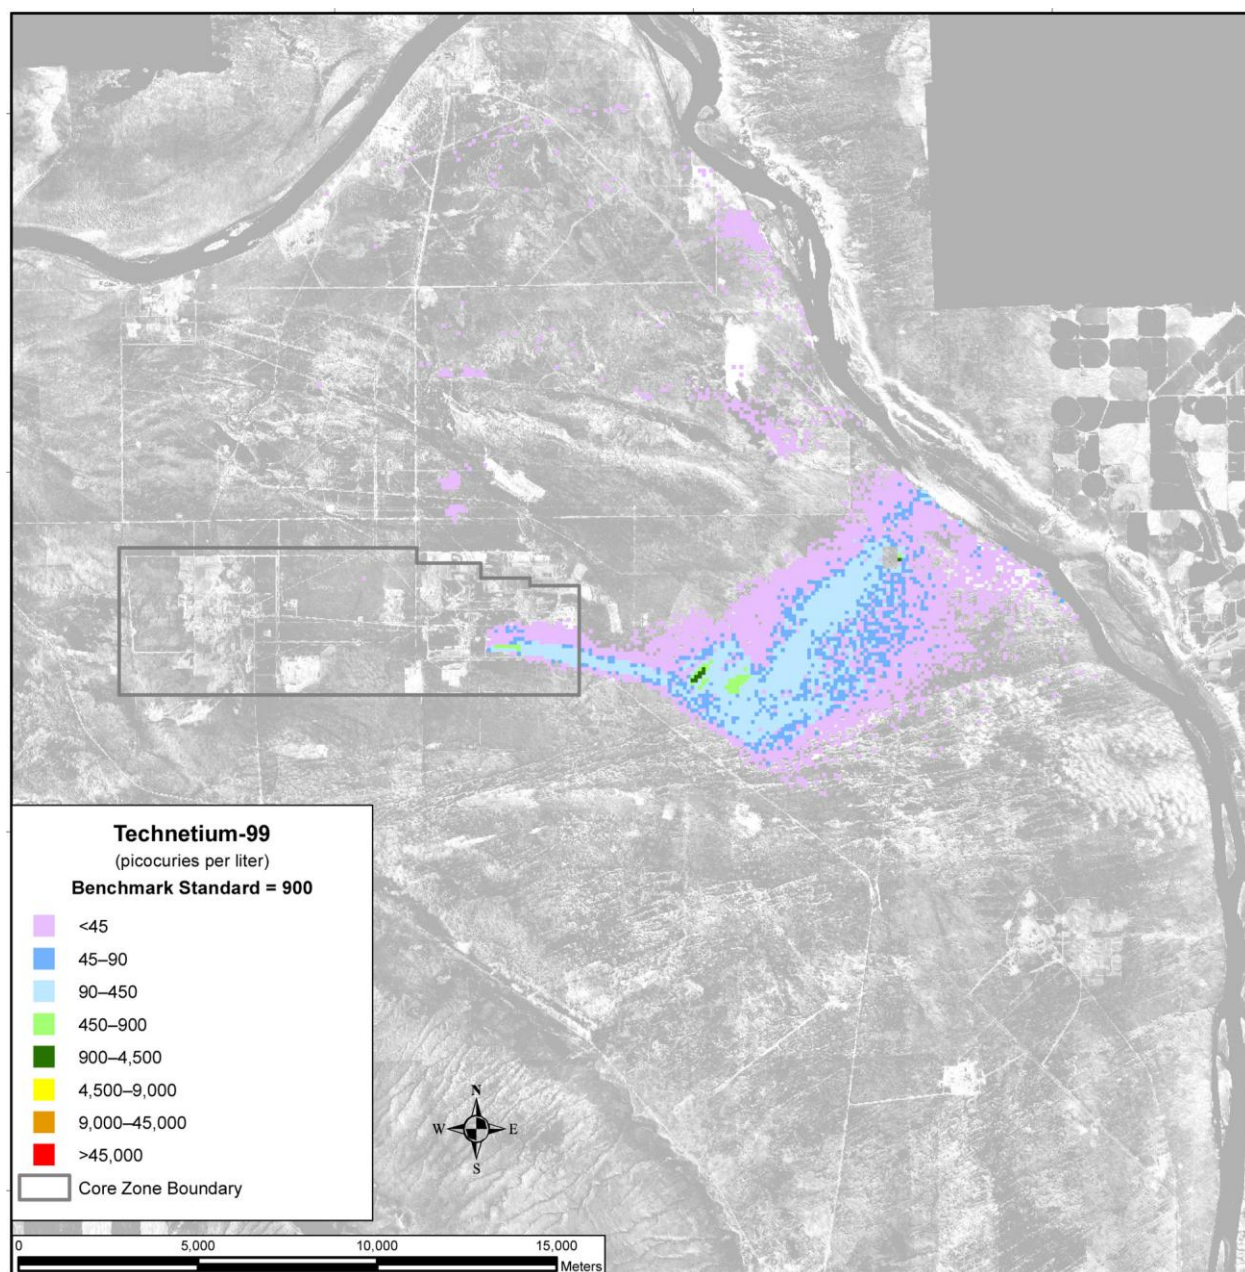 Technetium-99
(picocuries per liter)
Benchmark Standard = 900
<45
45–90
90–450
450–900
900–4,500
4,500–9,000
9,000–45,000
>45,000
Core Zone Boundary
N
W E
S
0 5,000 10,000 15,000
Meters